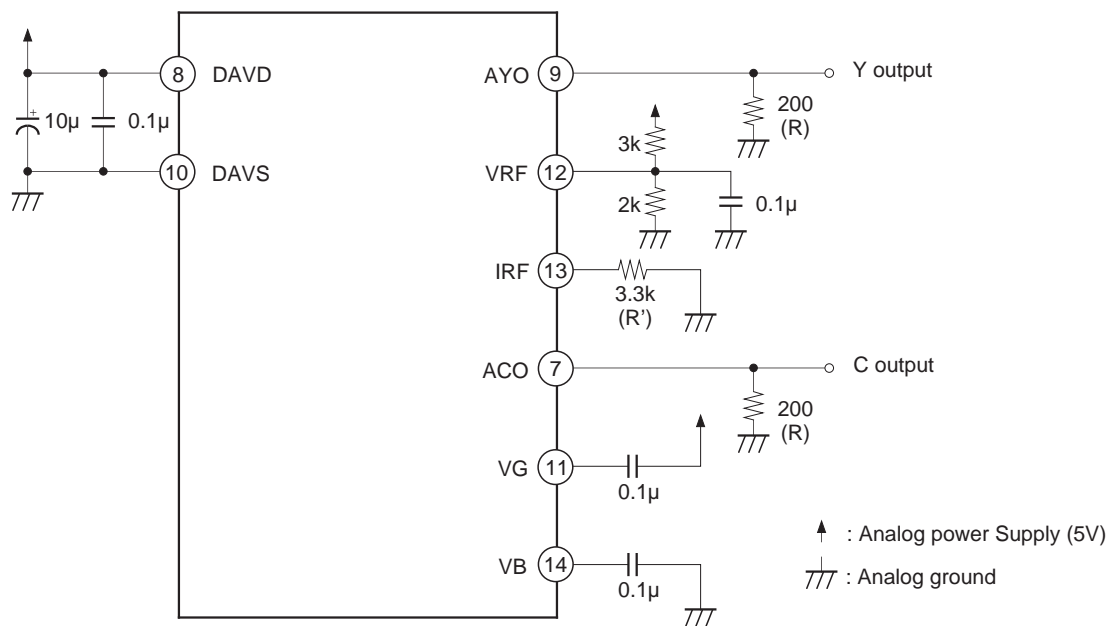 8 DAVD
10µ
+
0.1µ
10 DAVS
AYO 9
Y output
200
(R)
3k
VRF 12
2k
0.1µ
IRF 13
3.3k
(R')
ACO 7
C output
200
(R)
VG 11
0.1µ
VB 14
0.1µ
: Analog power Supply (5V)
: Analog ground